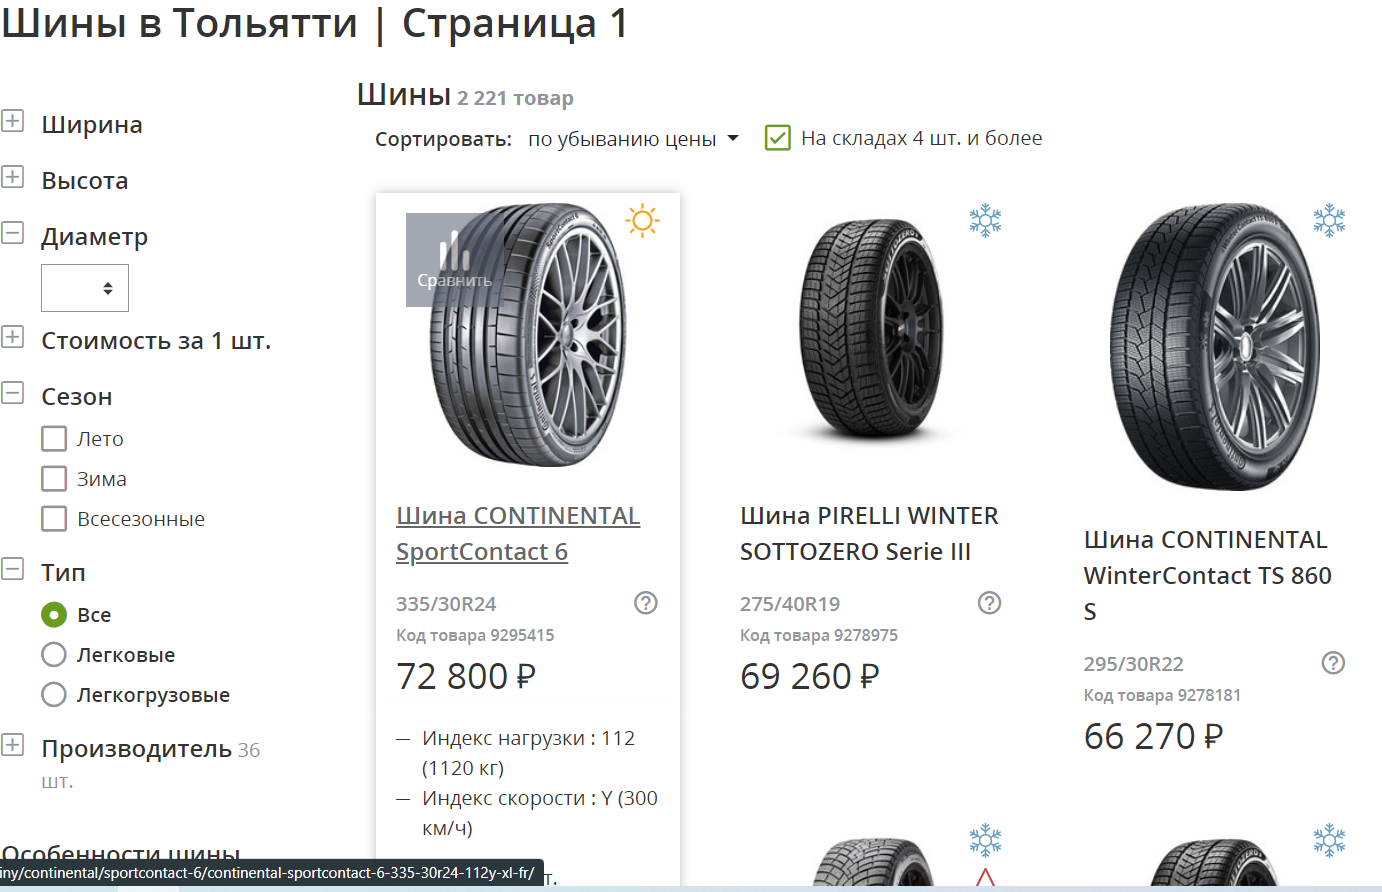 Шины в Тольятти | Страница 1
Ширина
Высота
Диаметр
Стоимость за 1 шт.
Сезон
Лето
Зима
Всесезонные
Тип
Все
Легковые
Легкогрузовые
Производитель 36
шт.
Особенности шины
Шины 2 221 товар
Сортировать: по убыванию цены На складах 4 шт. и более
Сравнить
Шина CONTINENTAL
SportContact 6
335/30R24
Код товара 9295415
72 800 ₽
— Индекс нагрузки : 112
(1120 кг)
— Индекс скорости : Y (300
км/ч)
т.
Шина PIRELLI WINTER
SOTTOZERO Serie III
275/40R19
Код товара 9278975
69 260 ₽
Шина CONTINENTAL
WinterContact TS 860
S
295/30R22
Код товара 9278181
66 270 ₽
iny/continental/sportcontact-6/continental-sportcontact-6-335-30r24-112y-xl-fr/